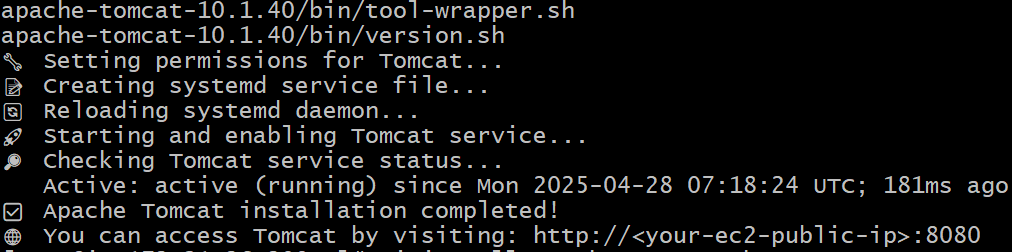 apache-tomcat-10.1.40/bin/tool-wrapper.sh
apache-tomcat-10.1.40/bin/version.sh
🔧 Setting permissions for Tomcat...
📝 Creating systemd service file...
🔄 Reloading systemd daemon...
🚀 Starting and enabling Tomcat service...
🔎 Checking Tomcat service status...
Active: active (running) since Mon 2025-04-28 07:18:24 UTC; 181ms ago
☑ Apache Tomcat installation completed!
🌐 You can access Tomcat by visiting: http://<your-ec2-public-ip>:8080